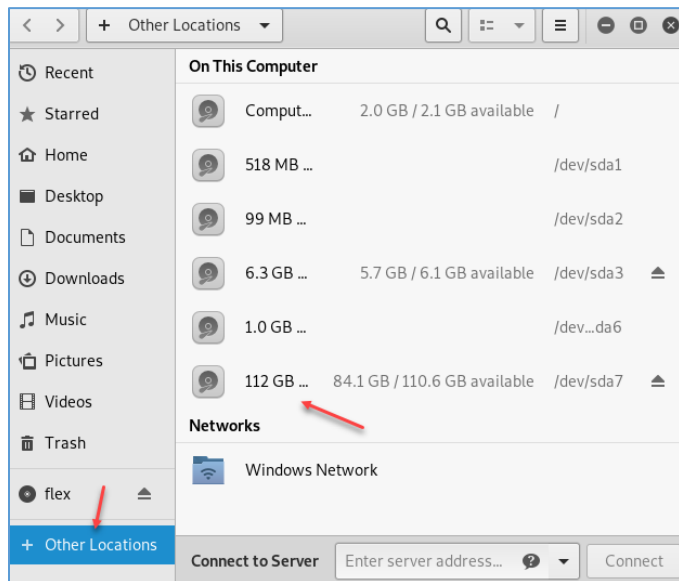 + Other Locations
Recent
Starred
Home
Desktop
Documents
Downloads
Music
Pictures
Videos
Trash
flex
+ Other Locations
On This Computer
Comput... 2.0 GB / 2.1 GB available /
518 MB ... /dev/sda1
99 MB ... /dev/sda2
6.3 GB ... 5.7 GB / 6.1 GB available /dev/sda3
1.0 GB ... /dev...da6
112 GB ... 84.1 GB / 110.6 GB available /dev/sda7
Networks
Windows Network
Connect to Server Enter server address... ? Connect